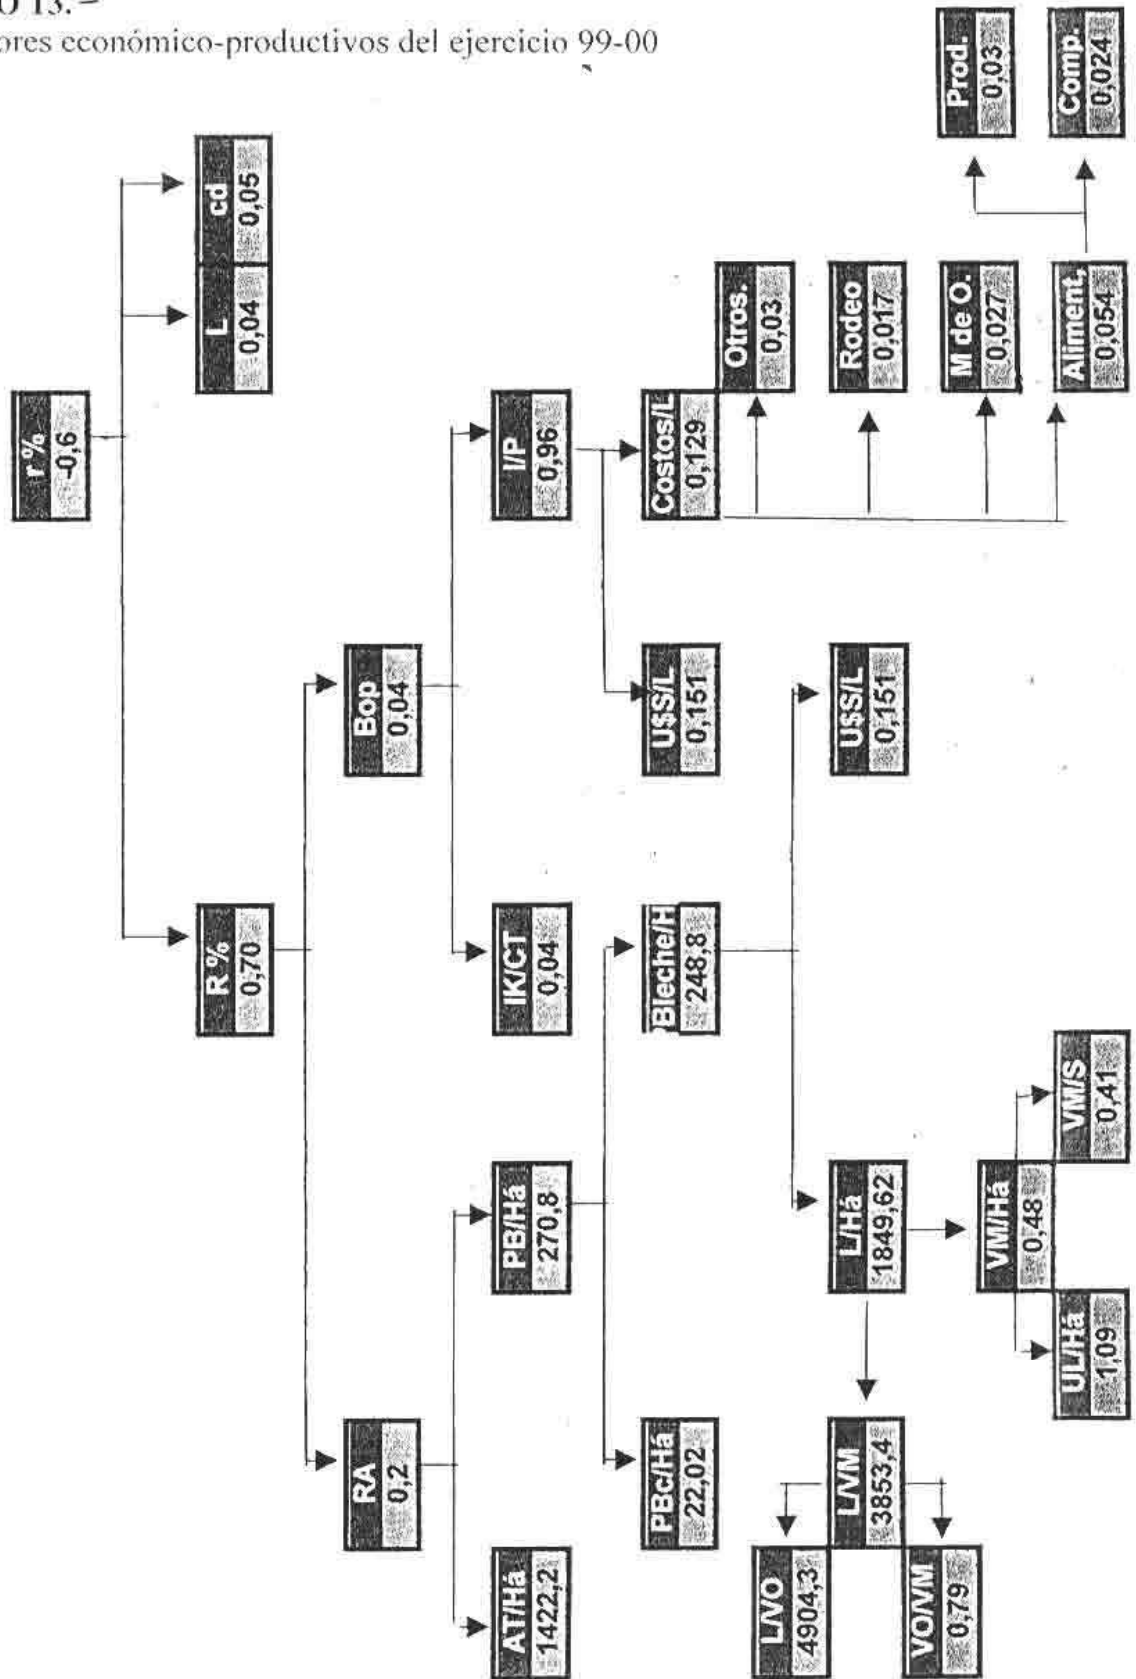 O 13.–
ores económico-productivos del ejercicio 99-00
r %
-0,6
R %
0,70
L
0,04
cd
0,05
RA
0,2
Bop
0,04
AT/Há
1422,2
PB/Há
270,8
IK/CT
0,04
I/P
0,96
PBc/Há
22,02
PBleche/H
248,8
U$S/L
0,151
Costos/L
0,129
L/VO
4904,3
L/VM
3853,4
VO/VM
0,79
L/Há
1849,62
U$S/L
0,151
VM/Há
0,48
UL/Há
1,09
VM/S
0,41
Otros.
0,03
Rodeo
0,017
M de O.
0,027
Aliment,
0,054
Prod.
0,03
Comp.
0,024